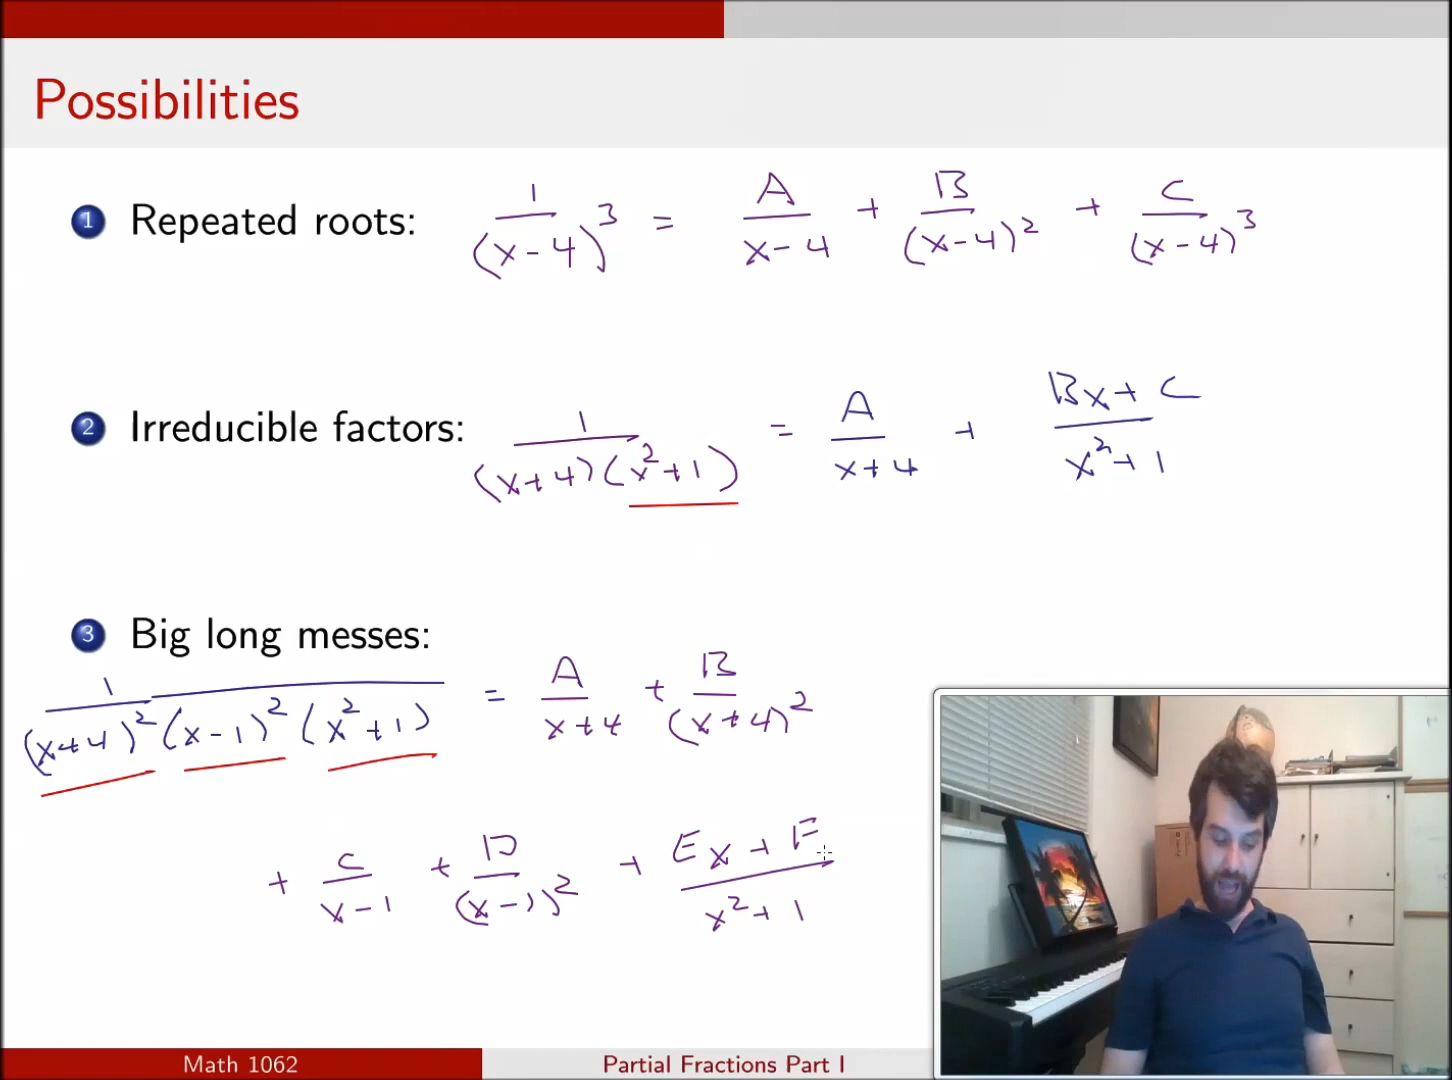 Possibilities
1 Repeated roots: 1/(x-4)^3 = A/(x-4) + B/(x-4)^2 + C/(x-4)^3
2 Irreducible factors: 1/((x+4)(x^2+1)) = A/(x+4) + (Bx+C)/(x^2+1)
3 Big long messes:
1/((x+4)^2(x-1)^2(x^2+1)) = A/(x+4) + B/(x+4)^2
+ C/(x-1) + D/(x-1)^2 + (Ex+F)/(x^2+1)
Math 1062 Partial Fractions Part I